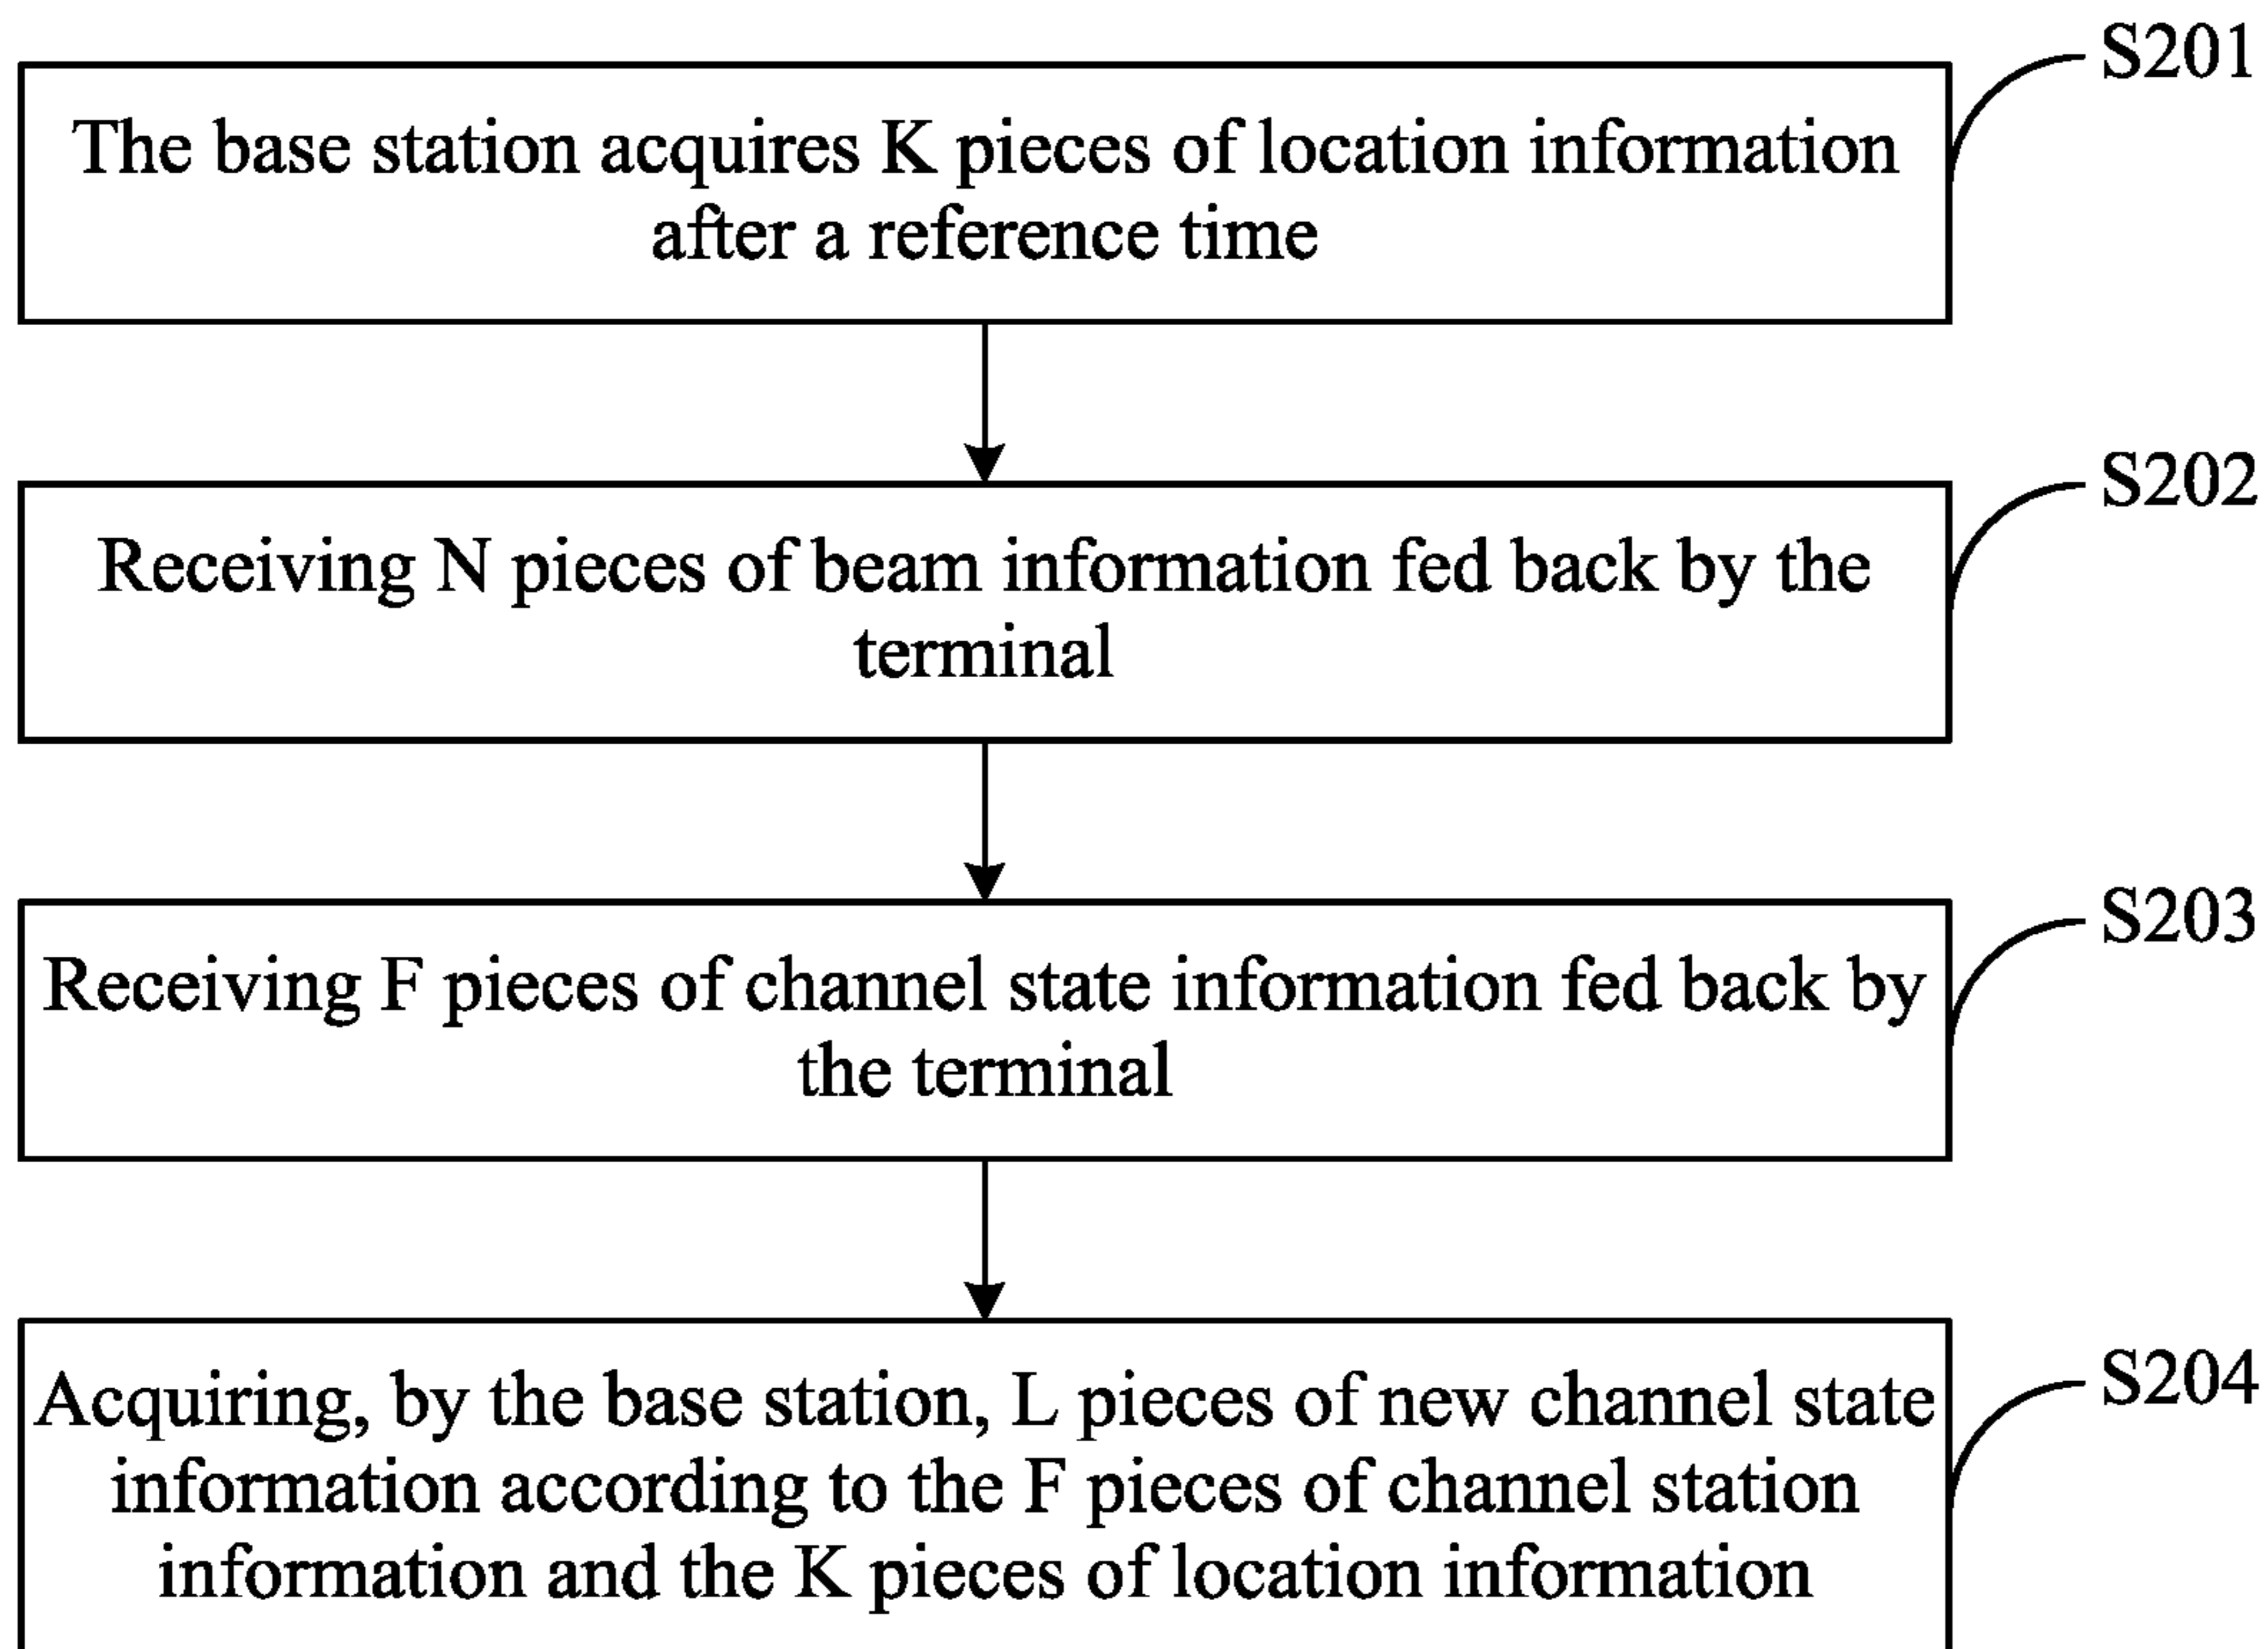 S201
The base station acquires K pieces of location information
after a reference time
S202
Receiving N pieces of beam information fed back by the
terminal
S203
Receiving F pieces of channel state information fed back by
the terminal
S204
Acquiring, by the base station, L pieces of new channel state
information according to the F pieces of channel station
information and the K pieces of location information